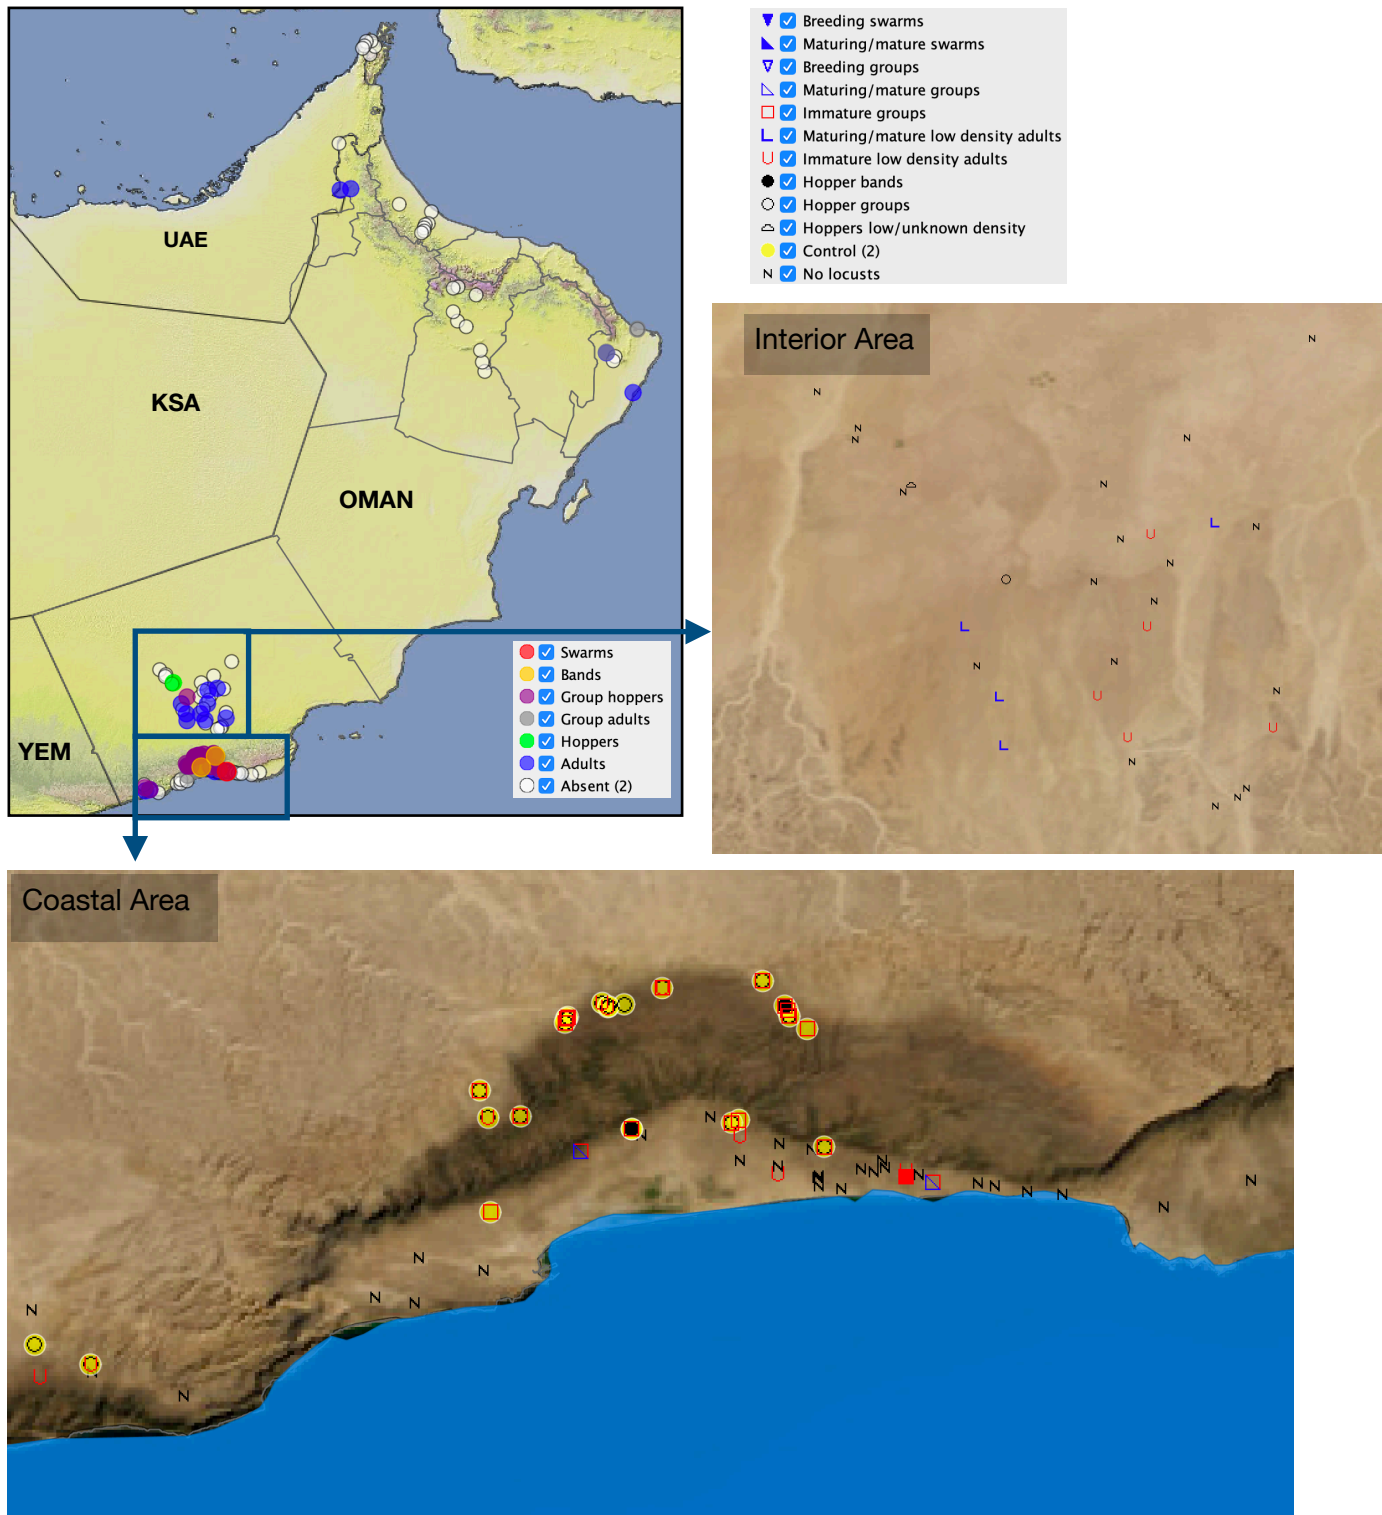 UAE
KSA
OMAN
YEM
Swarms
Bands
Group hoppers
Group adults
Hoppers
Adults
Absent (2)
Breeding swarms
Maturing/mature swarms
Breeding groups
Maturing/mature groups
Immature groups
Maturing/mature low density adults
Immature low density adults
Hopper bands
Hopper groups
Hoppers low/unknown density
Control (2)
N No locusts
Interior Area
Coastal Area